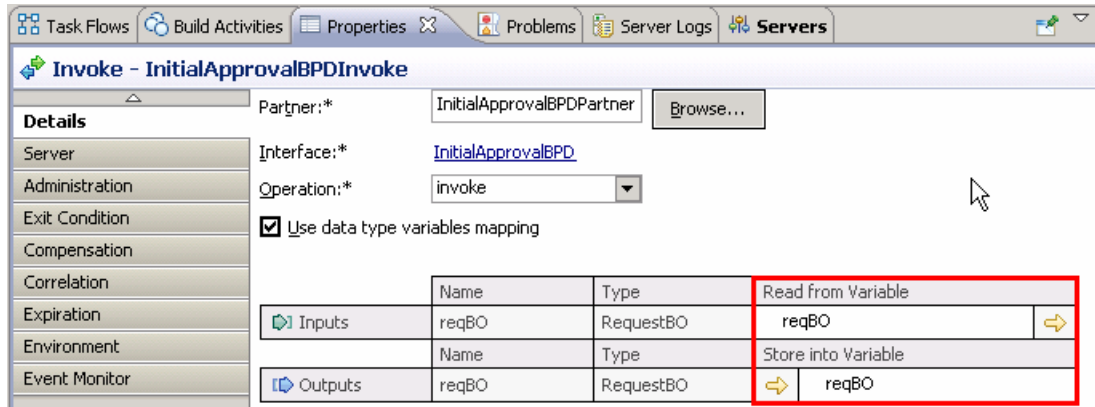 Task Flows Build Activities Properties Problems Server Logs Servers
Invoke - InitialApprovalBPDInvoke
Details
Server
Administration
Exit Condition
Compensation
Correlation
Expiration
Environment
Event Monitor
Partner:* InitialApprovalBPDPartner Browse...
Interface:* InitialApprovalBPD
Operation:* invoke
Use data type variables mapping
Name Type Read from Variable
Inputs reqBO RequestBO reqBO
Name Type Store into Variable
Outputs reqBO RequestBO reqBO